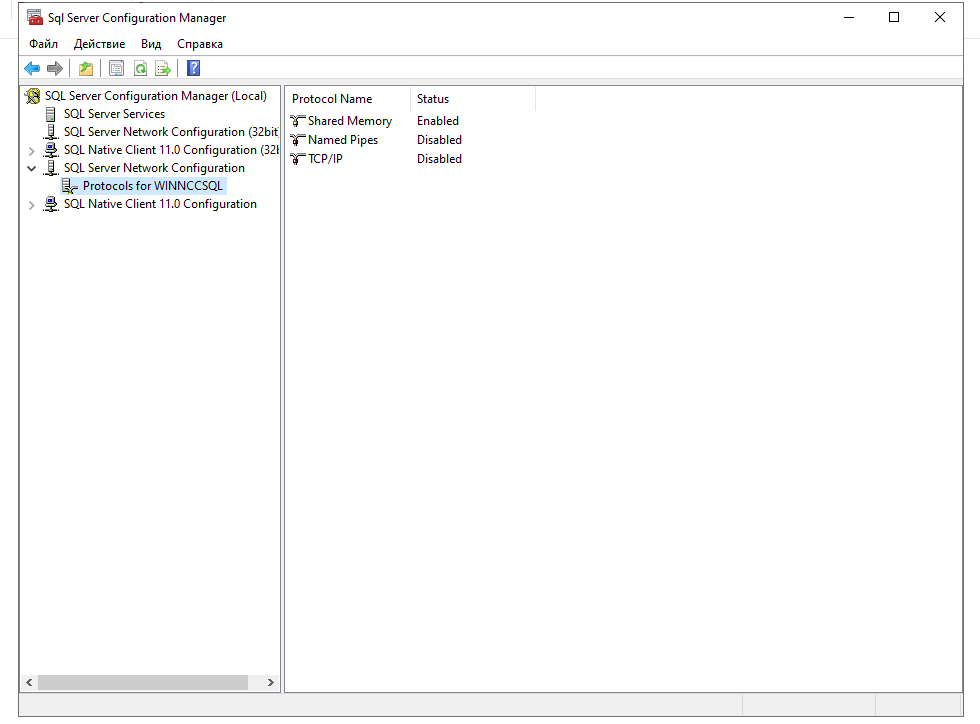 Sql Server Configuration Manager
Файл Действие Вид Справка
SQL Server Configuration Manager (Local)
SQL Server Services
SQL Server Network Configuration (32bit
SQL Native Client 11.0 Configuration (32b
SQL Server Network Configuration
Protocols for WINNCCSQL
SQL Native Client 11.0 Configuration
Protocol Name Status
Shared Memory Enabled
Named Pipes Disabled
TCP/IP Disabled